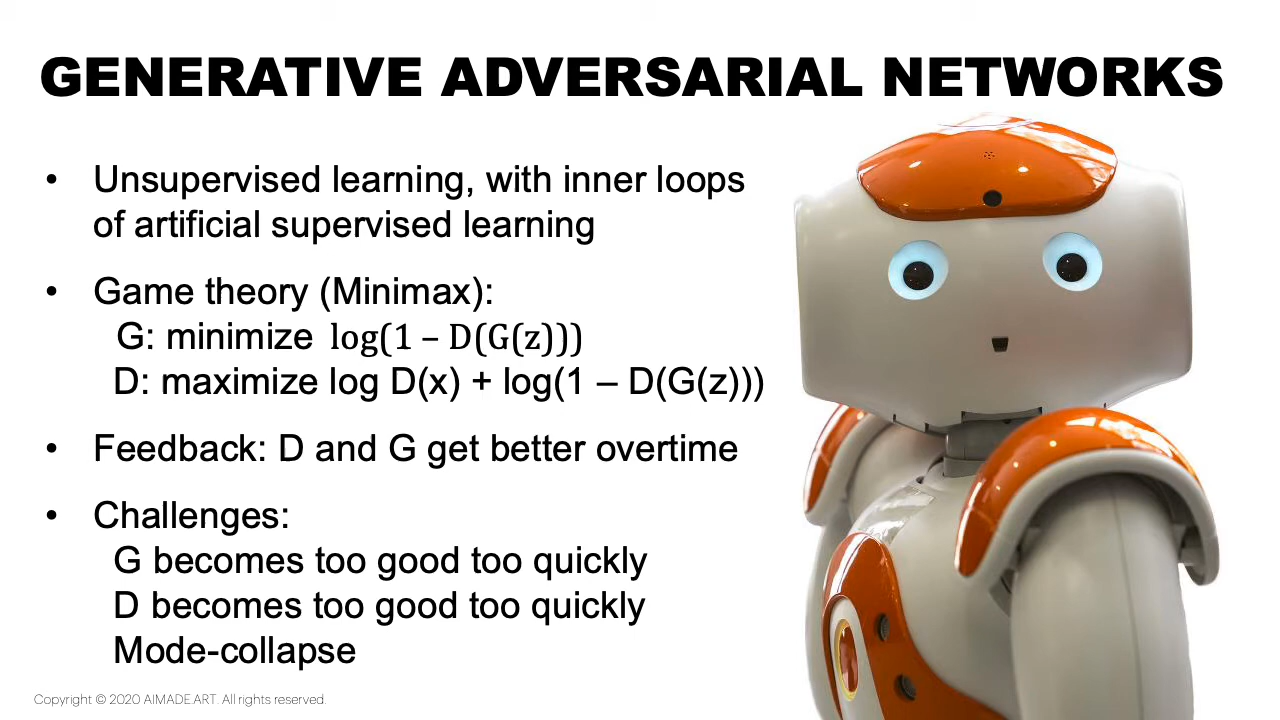 GENERATIVE ADVERSARIAL NETWORKS
• Unsupervised learning, with inner loops
of artificial supervised learning
• Game theory (Minimax):
G: minimize log(1 – D(G(z)))
D: maximize log D(x) + log(1 – D(G(z)))
• Feedback: D and G get better overtime
• Challenges:
G becomes too good too quickly
D becomes too good too quickly
Mode-collapse
Copyright © 2020 AIMADE.ART. All rights reserved.